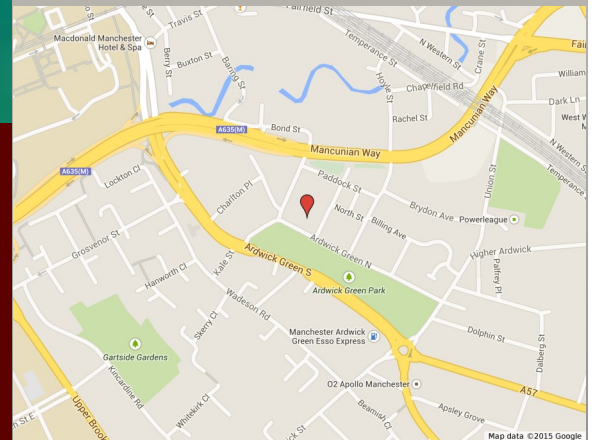 Fairfield St
Travis St
Macdonald Manchester
Hotel & Spa
Temperance St
N Western St
Crane St
Berry St
Buxton St
Baring St
Hoyle St
Chapelfield Rd
William
Dark Ln
Rachel St
A635(M)
Bond St
Mancunian Way
Mancunian Way
West
N Western S
Temperance
A635(M)
Lockton Cl
Charlton Pl
Paddock St
Union St
North St
Billing Ave
Brydon Ave
Powerleague
Grosvenor St
Ardwick Green N
Higher Ardwick
Kale St
Ardwick Green S
Palfrey Pl
Hanworth Cl
Ardwick Green Park
Wadeson Rd
Skerry Cl
Manchester Ardwick
Green Esso Express
Dolphin St
Dalberg St
Gartside Gardens
Kincardine Rd
O2 Apollo Manchester
A57
Upper Brook
Whitekirk Cl
Beamish Cl
Apsley Grove
Map data ©2015 Google